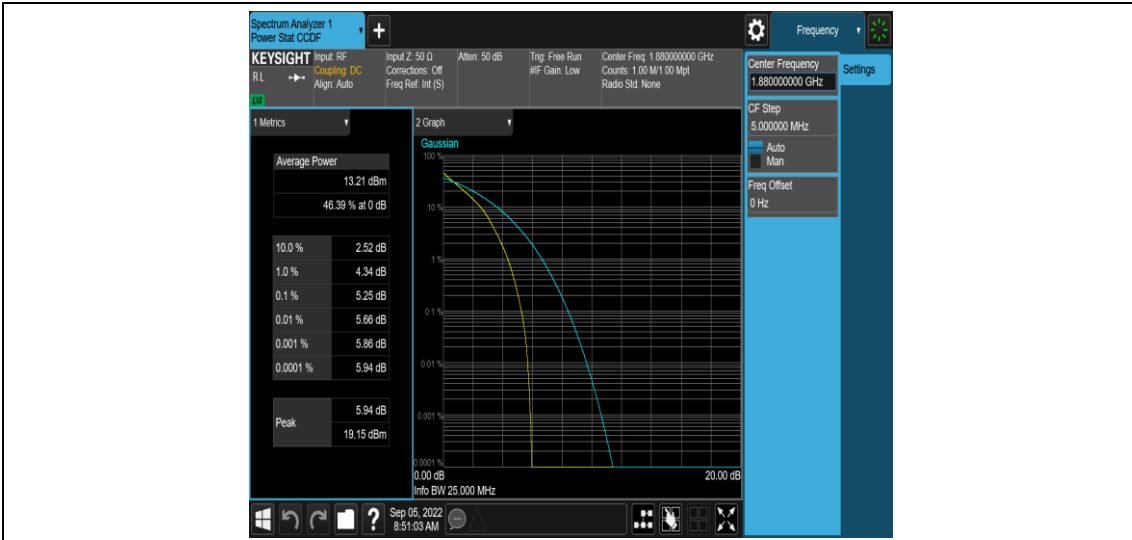 Spectrum Analyzer 1
Power Stat CCDF
+
Frequency
KEYSIGHT
RL
LXI
Input: RF
Coupling: DC
Align: Auto
Input Z: 50 Ω
Corrections: Off
Freq Ref: Int (S)
Atten: 50 dB
Trig: Free Run
#IF Gain: Low
Center Freq: 1.880000000 GHz
Counts: 1.00 M/1.00 Mpt
Radio Std: None
Center Frequency
1.880000000 GHz
Settings
CF Step
5.000000 MHz
Auto
Man
Freq Offset
0 Hz
1 Metrics
Average Power
13.21 dBm
46.39 % at 0 dB
10.0 % 2.52 dB
1.0 % 4.34 dB
0.1 % 5.25 dB
0.01 % 5.66 dB
0.001 % 5.86 dB
0.0001 % 5.94 dB
Peak
5.94 dB
19.15 dBm
2 Graph
Gaussian
100 %
10 %
1 %
0.1 %
0.01 %
0.001 %
0.0001 %
0.00 dB 20.00 dB
Info BW 25.000 MHz
?
Sep 05, 2022
8:51:03 AM